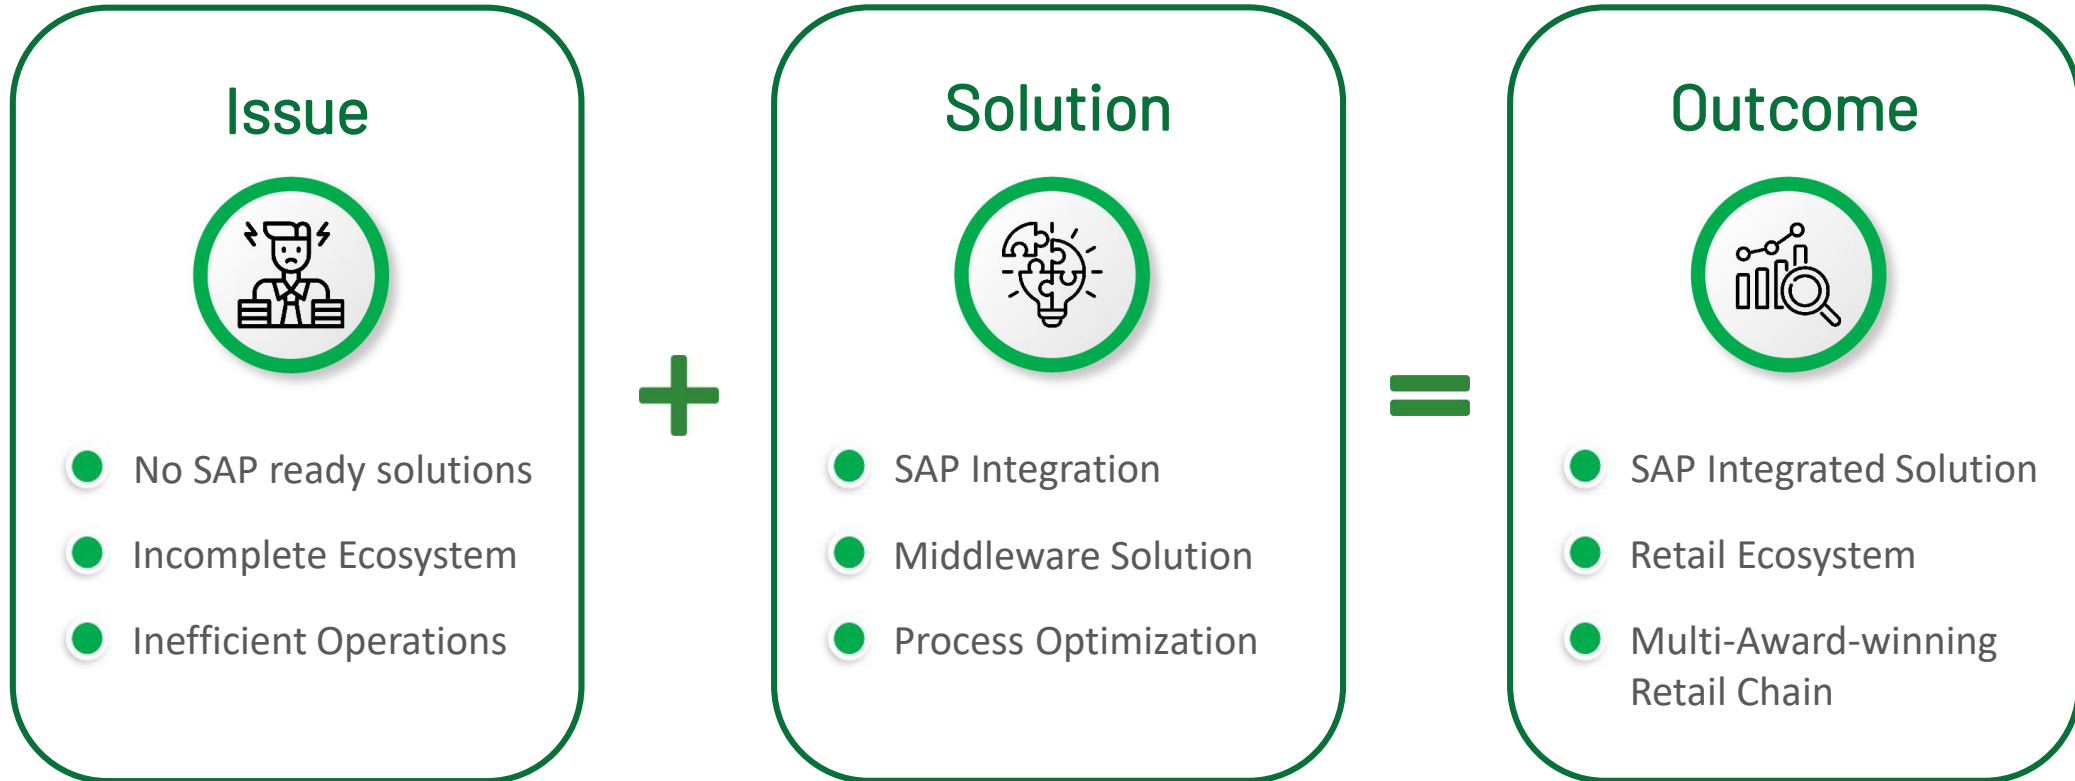 Issue
No SAP ready solutions
Incomplete Ecosystem
Inefficient Operations
+
Solution
SAP Integration
Middleware Solution
Process Optimization
=
Outcome
SAP Integrated Solution
Retail Ecosystem
Multi-Award-winning
Retail Chain